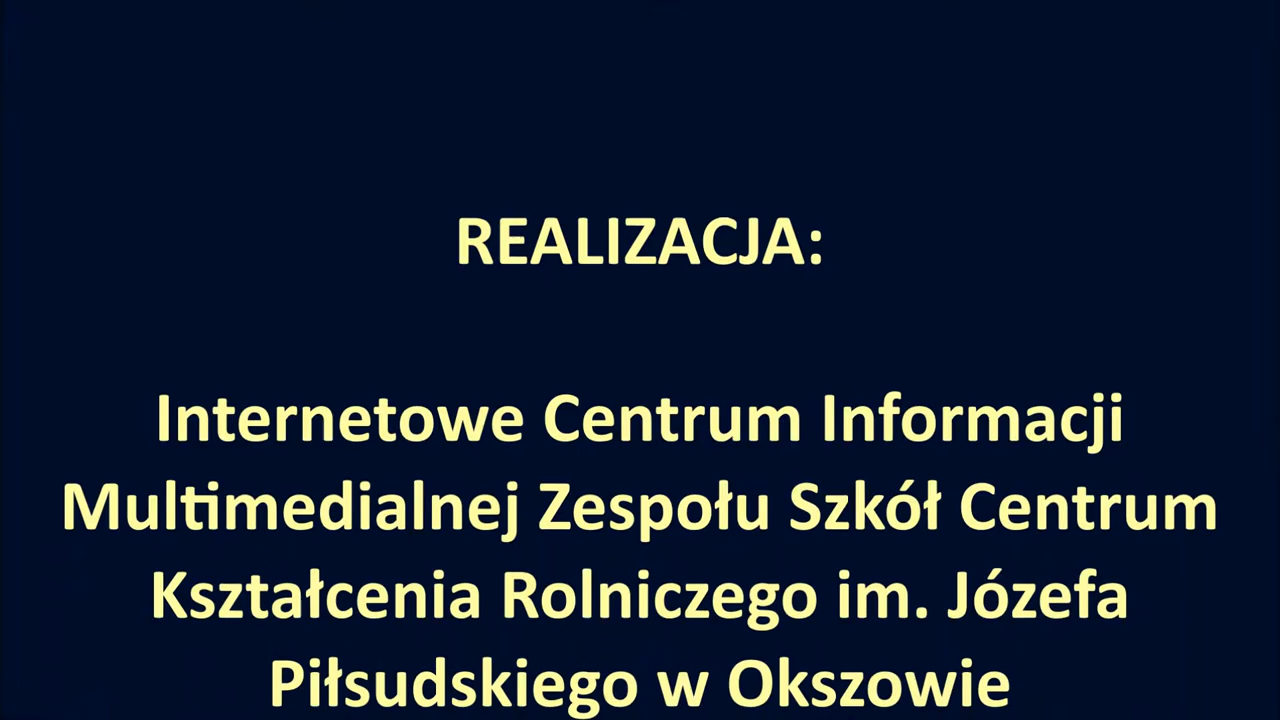 REALIZACJA:
Internetowe Centrum Informacji
Multimedialnej Zespołu Szkół Centrum
Kształcenia Rolniczego im. Józefa
Piłsudskiego w Okszowie